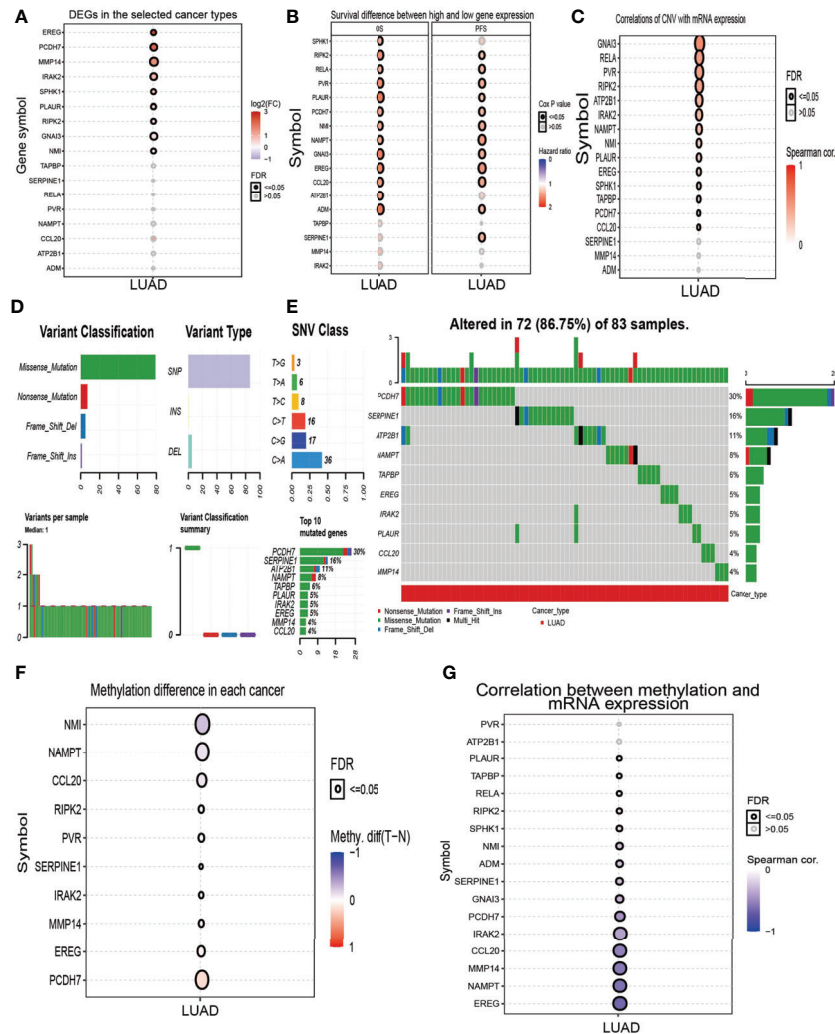 A
DEGs in the selected cancer types
Gene symbol
EREG
PCDH7
MMP14
IRAK2
SPHK1
PLAUR
RIPK2
GNAI3
NMI
TAPBP
SERPINE1
RELA
PVR
NAMPT
CCL20
ATP2B1
ADM
LUAD
log2(FC)
3
2
1
0
-1
FDR
<=0.05
>0.05
B
Survival difference between high and low gene expression
OS
PFS
Symbol
SPHK1
RIPK2
RELA
PVR
PLAUR
PCDH7
NMI
NAMPT
GNAI3
EREG
CCL20
ATP2B1
ADM
TAPBP
SERPINE1
MMP14
IRAK2
LUAD
Cox P value
<=0.05
>0.05
Hazard ratio
0
1
2
C
Correlations of CNV with mRNA expression
Symbol
GNAI3
RELA
PVR
RIPK2
ATP2B1
IRAK2
NAMPT
NMI
PLAUR
EREG
SPHK1
TAPBP
PCDH7
CCL20
SERPINE1
MMP14
ADM
LUAD
FDR
<=0.05
>0.05
Spearman cor.
1
0
D
Variant Classification
Missense_Mutation
Nonsense_Mutation
Frame_Shift_Del
Frame_Shift_Ins
0 20 40 60 80
Variant Type
SNP
INS
DEL
0 20 40 60 80 100
SNV Class
T>G 3
T>A 6
T>C 8
C>T 16
C>G 17
C>A 36
0.00 0.25 0.50 0.75 1.00
Variants per sample
Median: 1
3
2
1
0
Variant Classification
summary
1
0
Top 10
mutated genes
PCDH7 30%
SERPINE1 16%
ATP2B1 11%
NAMPT 8%
TAPBP 6%
PLAUR 5%
IRAK2 5%
EREG 5%
MMP14 4%
CCL20 4%
0 9 18 28
E
Altered in 72 (86.75%) of 83 samples.
3
0
0
PCDH7 30%
SERPINE1 16%
ATP2B1 11%
NAMPT 8%
TAPBP 6%
EREG 5%
IRAK2 5%
PLAUR 5%
CCL20 4%
MMP14 4%
Cancer_type
Nonsense_Mutation
Missense_Mutation
Frame_Shift_Del
Frame_Shift_Ins
Multi_Hit
Cancer_type
LUAD
F
Methylation difference in each cancer
Symbol
NMI
NAMPT
CCL20
RIPK2
PVR
SERPINE1
IRAK2
MMP14
EREG
PCDH7
LUAD
FDR
<=0.05
Methy. diff(T-N)
-1
0
1
G
Correlation between methylation and
mRNA expression
Symbol
PVR
ATP2B1
PLAUR
TAPBP
RELA
RIPK2
SPHK1
NMI
ADM
SERPINE1
GNAI3
PCDH7
IRAK2
CCL20
MMP14
NAMPT
EREG
LUAD
FDR
<=0.05
>0.05
Spearman cor.
0
-1